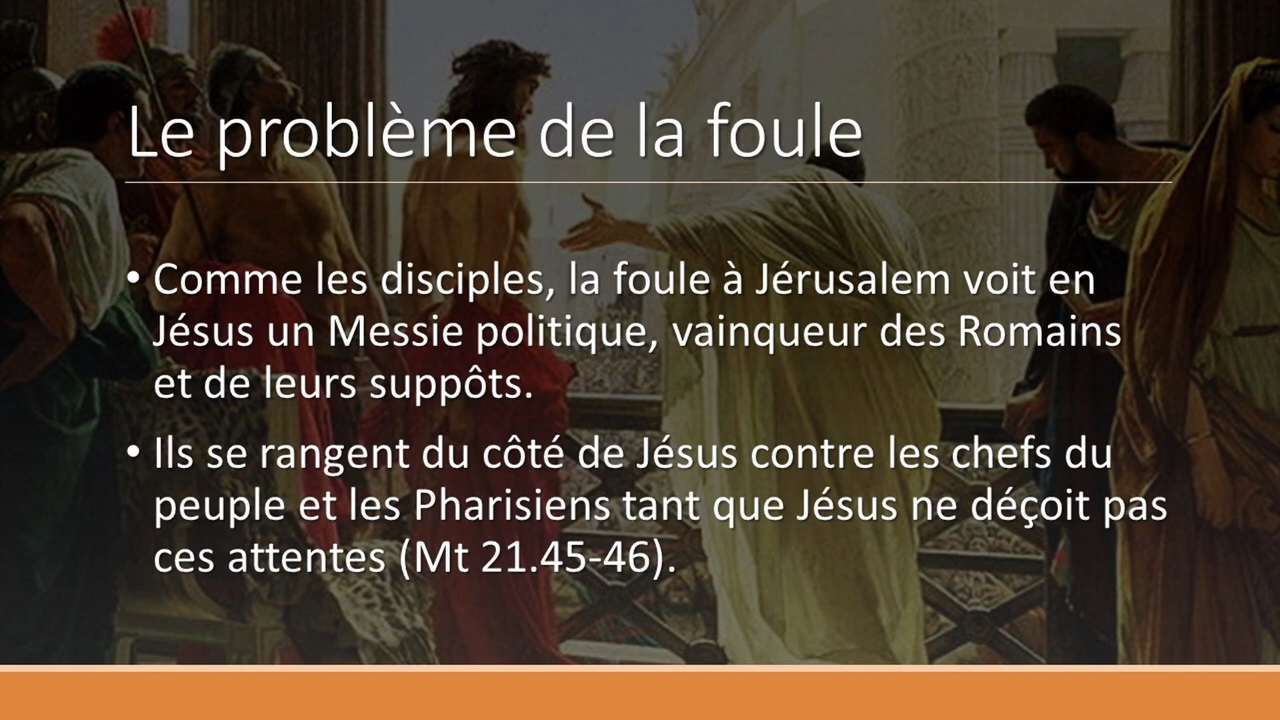 Le problème de la foule
• Comme les disciples, la foule à Jérusalem voit en
Jésus un Messie politique, vainqueur des Romains
et de leurs suppôts.
• Ils se rangent du côté de Jésus contre les chefs du
peuple et les Pharisiens tant que Jésus ne déçoit pas
ces attentes (Mt 21.45-46).